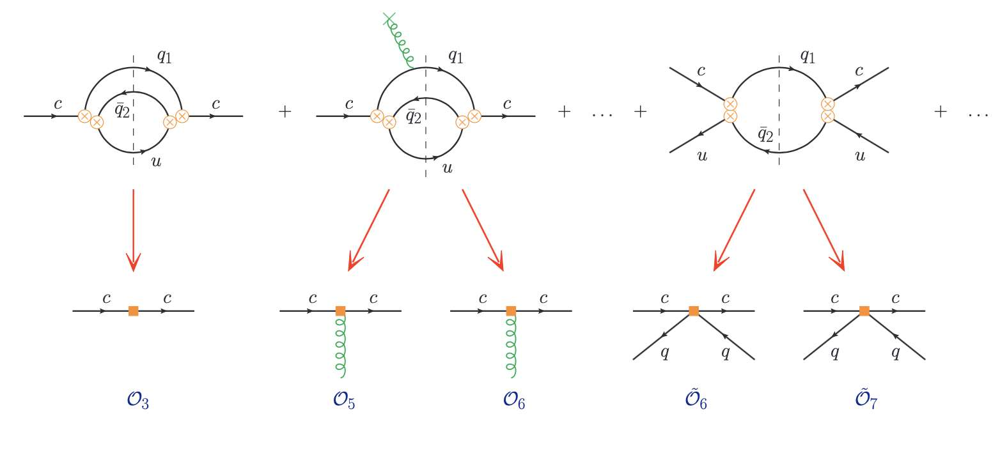 q₁ q₁ q₁
c q̄₂ c + c q̄₂ c + … + c c q̄₂ + …
u u u u
c c c c c c c c c c
q q q q
𝒪₃ 𝒪₅ 𝒪₆ 𝒪̃₆ 𝒪̃₇